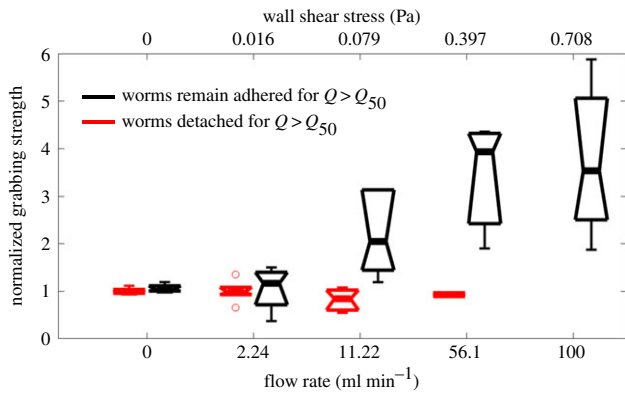 wall shear stress (Pa)
0 0.016 0.079 0.397 0.708
6
5
4
3
2
1
0
normalized grabbing strength
worms remain adhered for Q > Q50
worms detached for Q > Q50
0 2.24 11.22 56.1 100
flow rate (ml min−1)